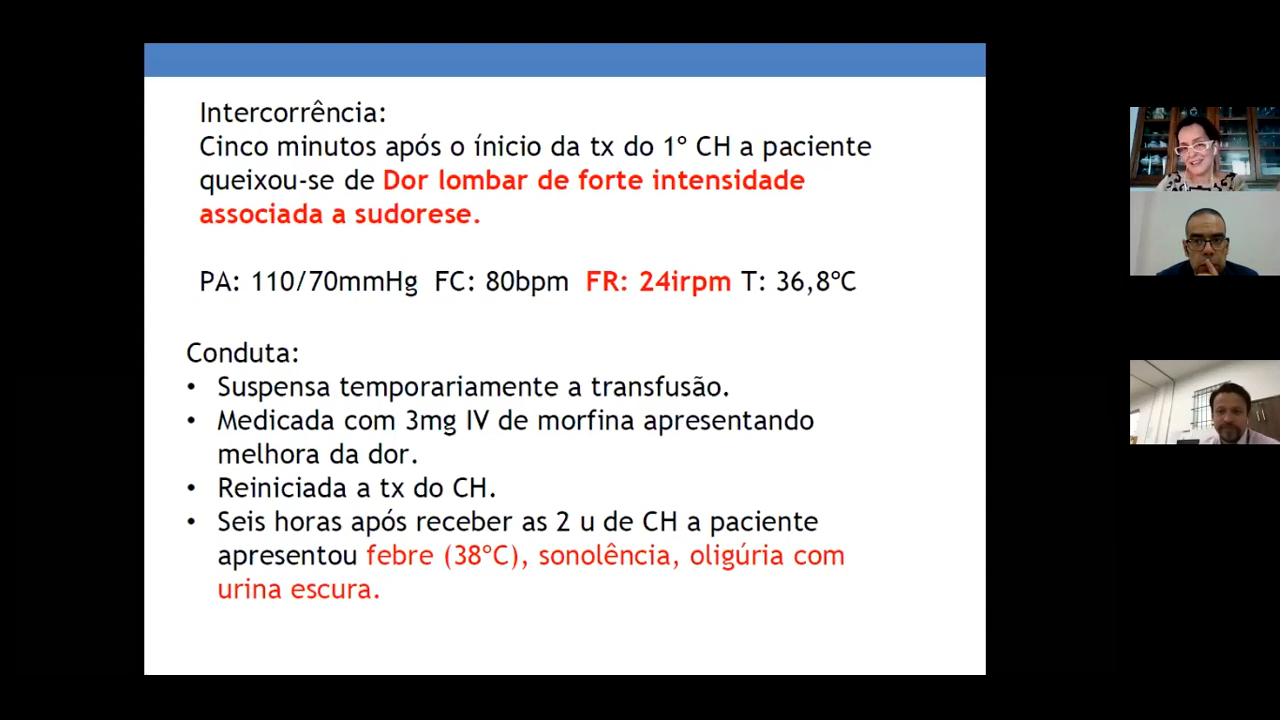 Intercorrência:
Cinco minutos após o ínicio da tx do 1º CH a paciente
queixou-se de Dor lombar de forte intensidade
associada a sudorese.
PA: 110/70mmHg FC: 80bpm FR: 24irpm T: 36,8ºC
Conduta:
• Suspensa temporariamente a transfusão.
• Medicada com 3mg IV de morfina apresentando
melhora da dor.
• Reiniciada a tx do CH.
• Seis horas após receber as 2 u de CH a paciente
apresentou febre (38ºC), sonolência, oligúria com
urina escura.